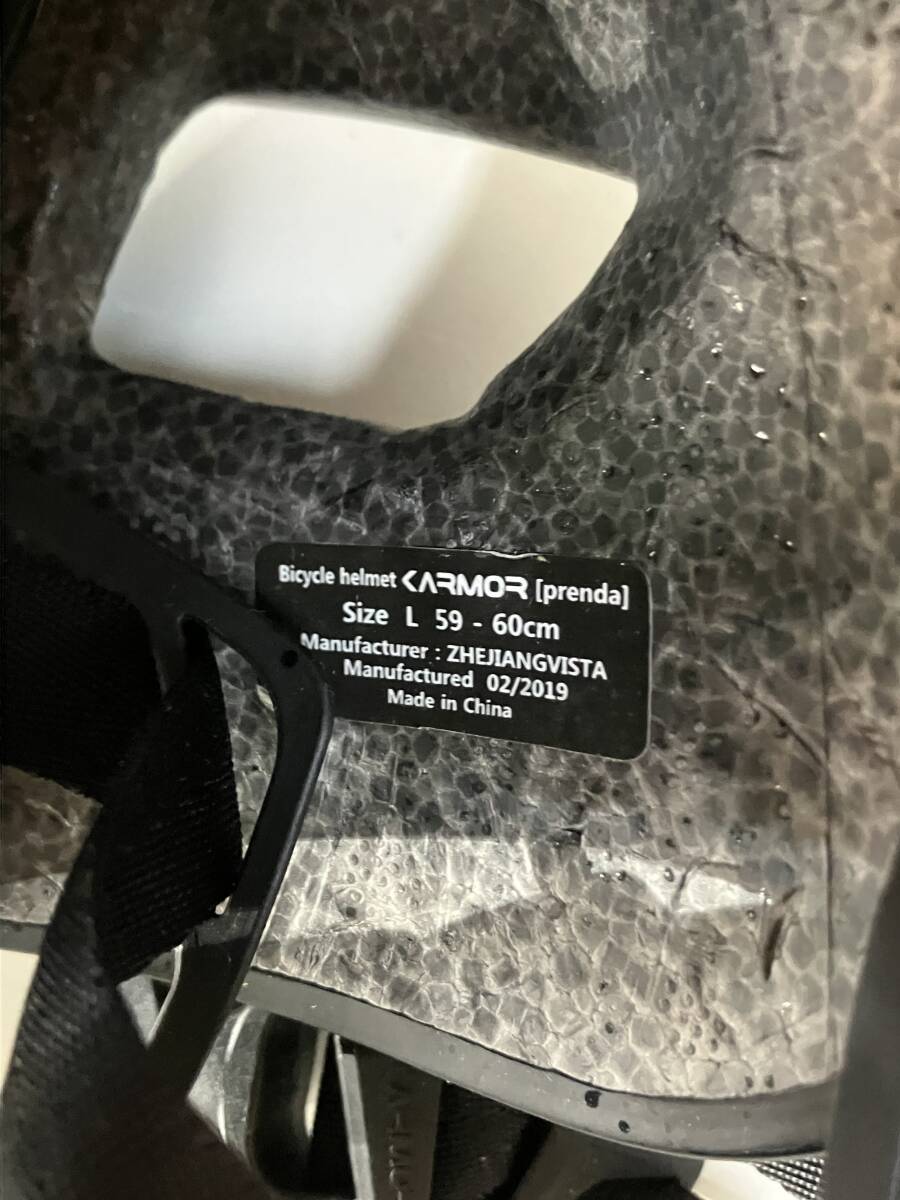 Bicycle helmet KARMOR [prenda]
Size L 59 - 60cm
Manufacturer : ZHEJIANGVISTA
Manufactured 02/2019
Made in China